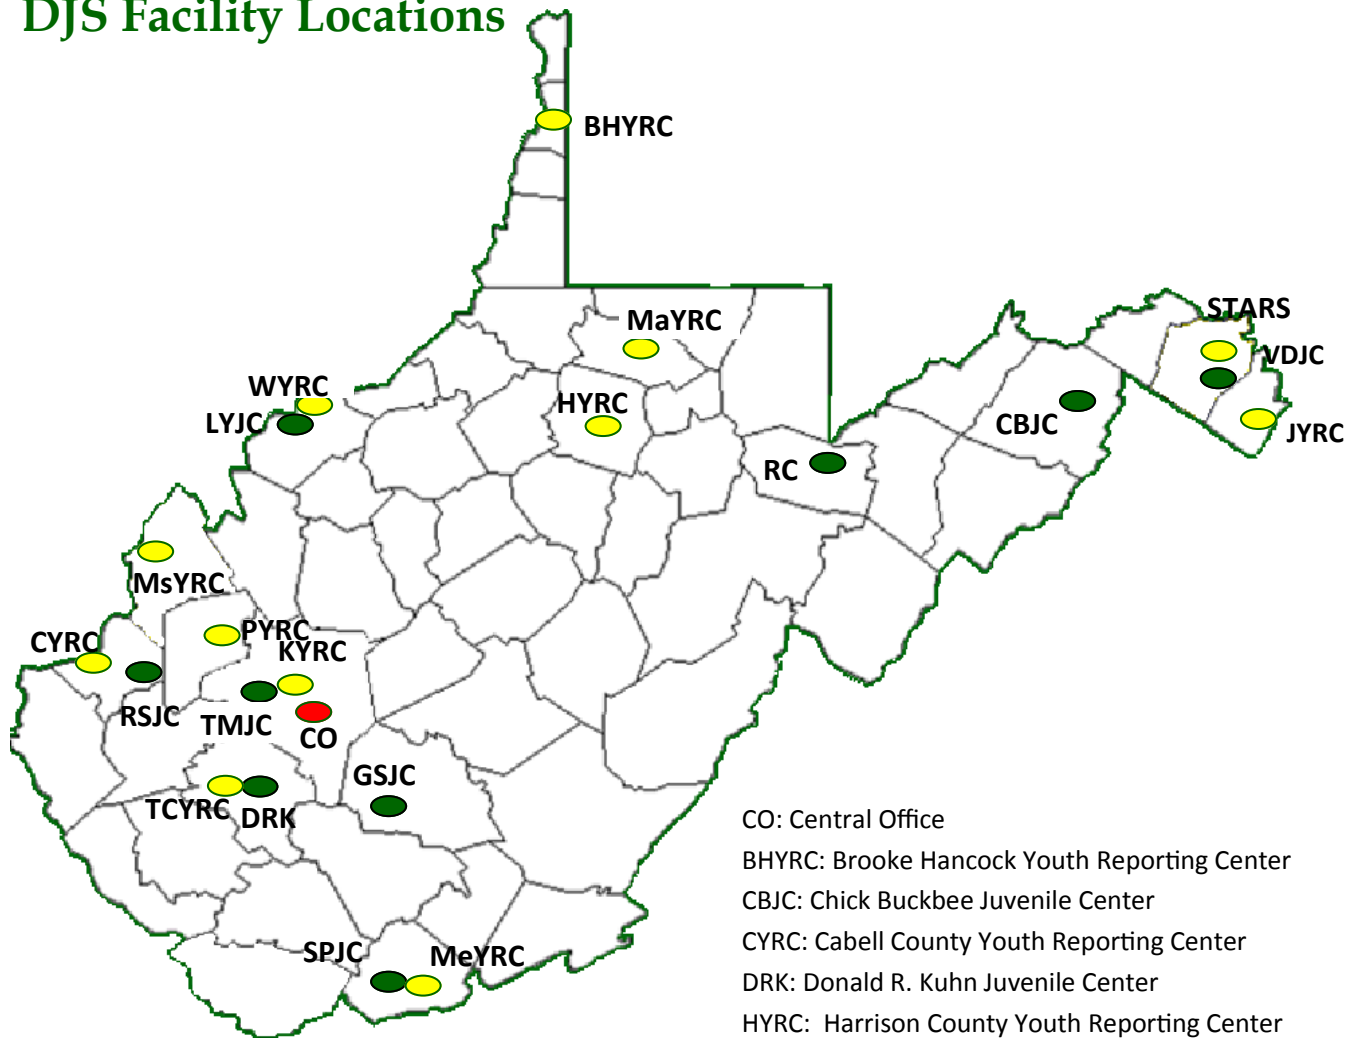 DJS Facility Locations
BHYRC
STARS
MaYRC
VDJC
WYRC
HYRC
LYJC
CBJC
JYRC
RC
MsYRC
PYRC
CYRC
KYRC
RSJC
TMJC
CO
GSJC
TCYRC
DRK
SPJC
MeYRC
CO: Central Office
BHYRC: Brooke Hancock Youth Reporting Center
CBJC: Chick Buckbee Juvenile Center
CYRC: Cabell County Youth Reporting Center
DRK: Donald R. Kuhn Juvenile Center
HYRC:  Harrison County Youth Reporting Center